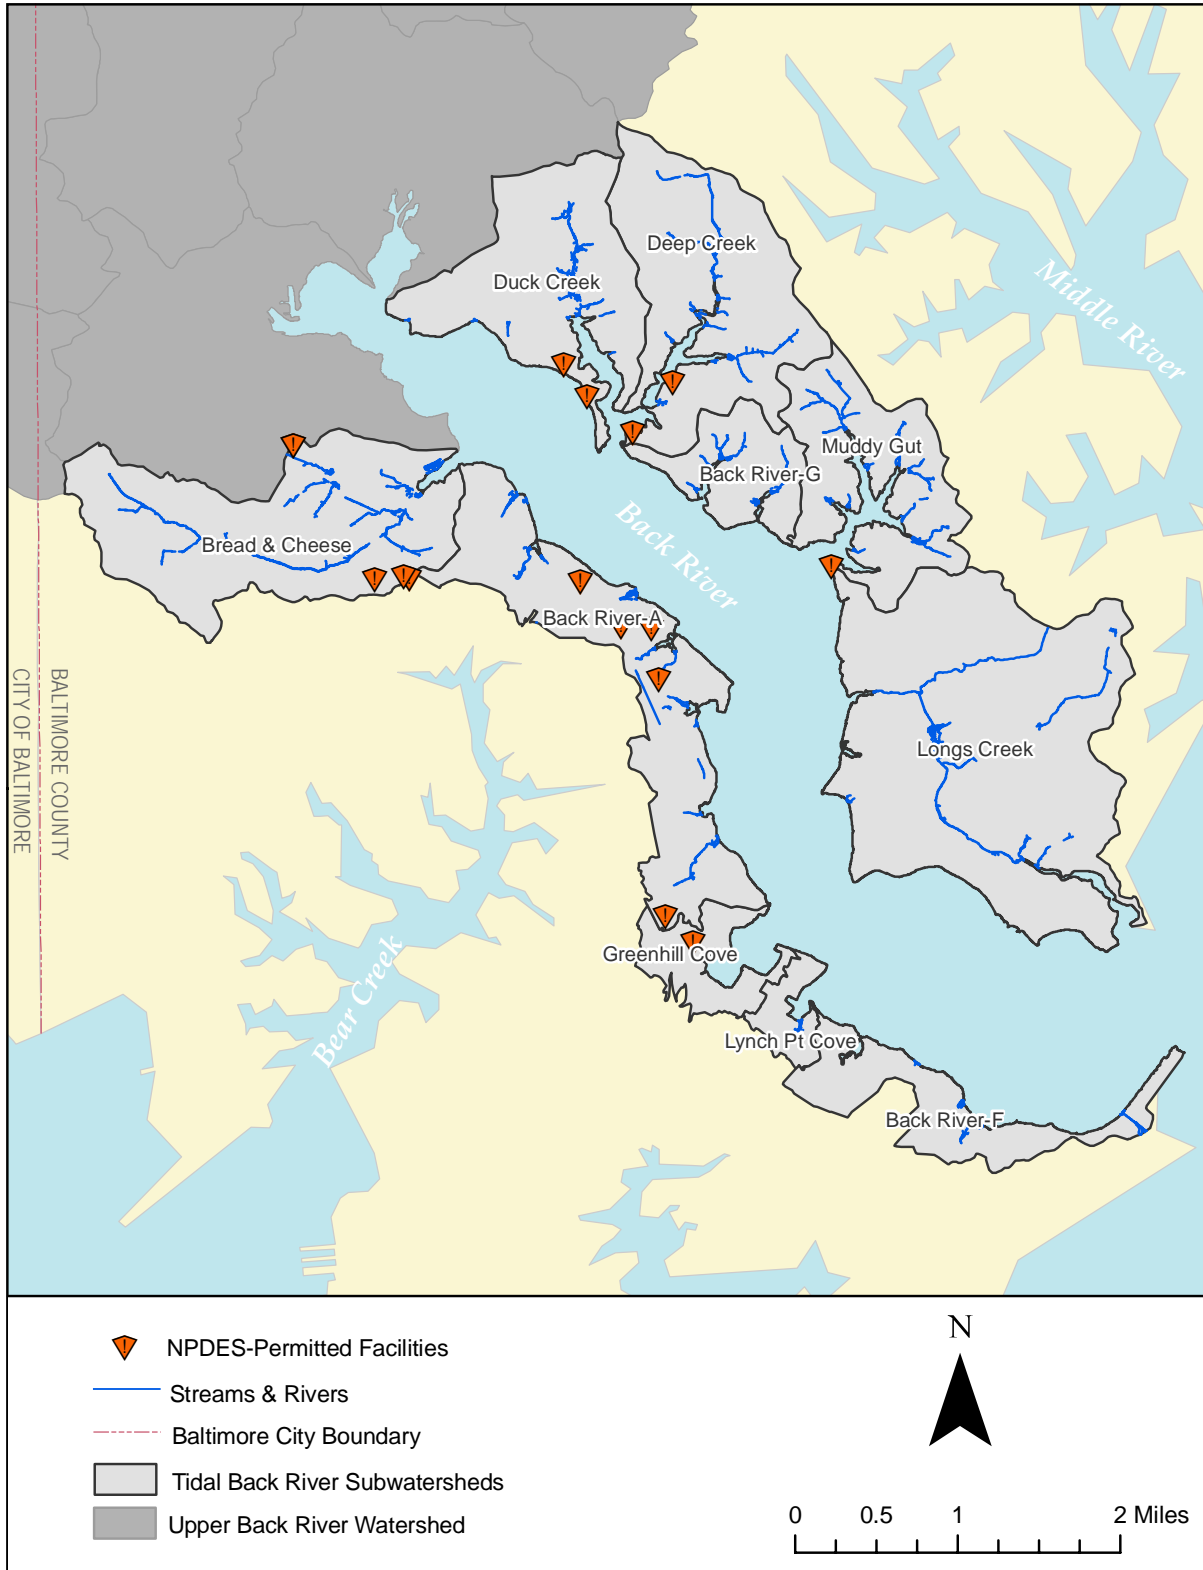 Deep Creek
Duck Creek
Middle River
Muddy Gut
Back River-G
Back River
Bread & Cheese
Back River-A
BALTIMORE COUNTY
CITY OF BALTIMORE
Longs Creek
Greenhill Cove
Bear Creek
Lynch Pt Cove
Back River-F
NPDES-Permitted Facilities
Streams & Rivers
Baltimore City Boundary
Tidal Back River Subwatersheds
Upper Back River Watershed
N
0 0.5 1 2 Miles